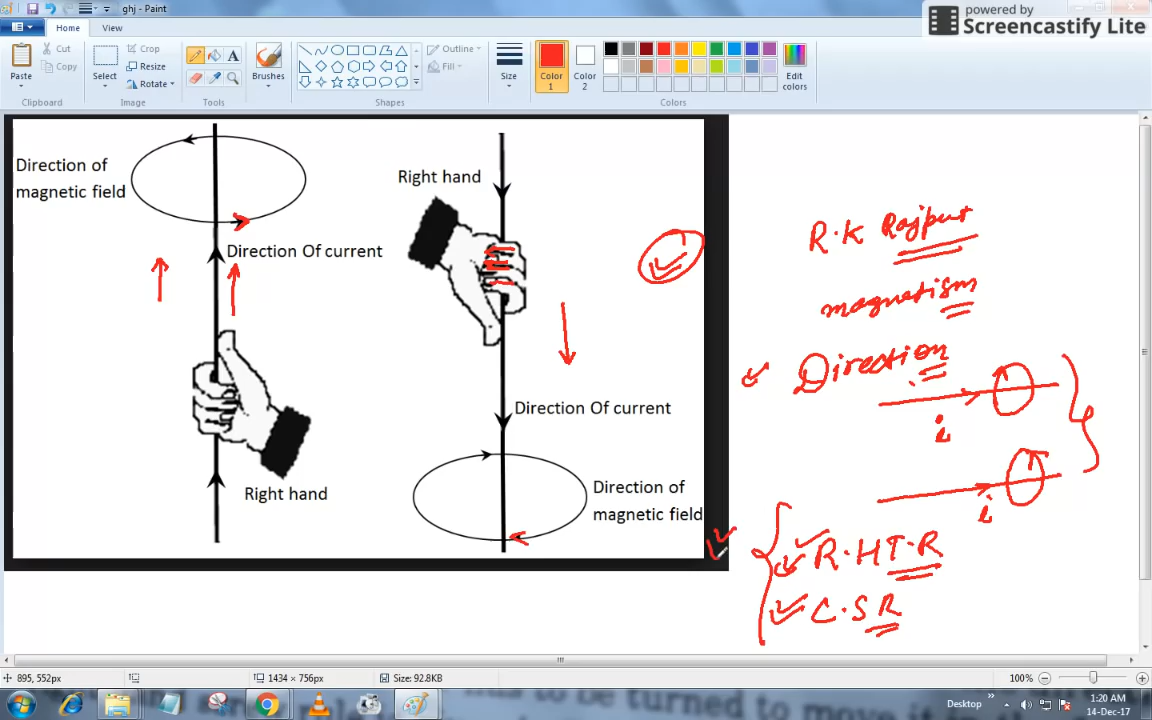 ghj - Paint
powered by
Screencastify Lite
Home
View
Paste
Cut
Copy
Clipboard
Select
Crop
Resize
Rotate
Image
A
Tools
Brushes
Shapes
Outline
Fill
Size
Color
1
Color
2
Edit
colors
Colors
Direction of
magnetic field
Direction Of current
Right hand
Right hand
Direction Of current
Direction of
magnetic field
R.K Rajput
magnetism
Direction
i
i
R.HT.R
C.SR
895, 552px
1434 × 756px
Size: 92.8KB
100%
Desktop
»
1:20 AM
14-Dec-17